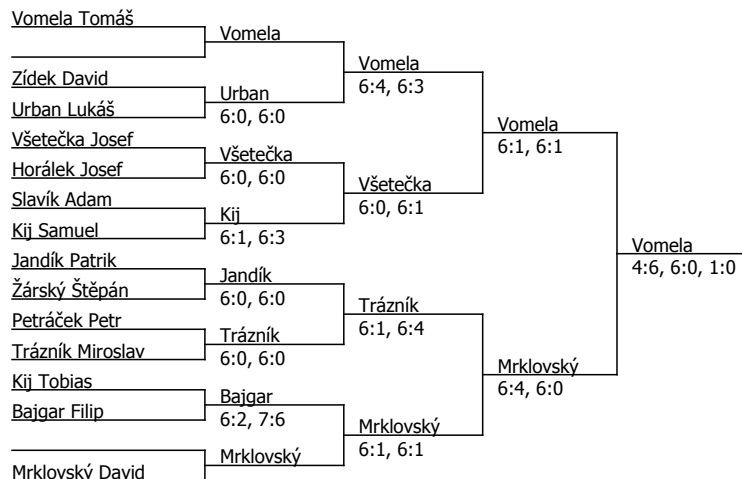 Vomela Tomáš
Zídek David
Urban Lukáš
Všetečka Josef
Horálek Josef
Slavík Adam
Kij Samuel
Jandík Patrik
Žárský Štěpán
Petráček Petr
Trázník Miroslav
Kij Tobias
Bajgar Filip
Mrklovský David
Vomela
Urban
6:0, 6:0
Všetečka
6:0, 6:0
Kij
6:1, 6:3
Jandík
6:0, 6:0
Trázník
6:0, 6:0
Bajgar
6:2, 7:6
Mrklovský
Vomela
6:4, 6:3
Všetečka
6:0, 6:1
Trázník
6:1, 6:4
Mrklovský
6:1, 6:1
Vomela
6:1, 6:1
Mrklovský
6:4, 6:0
Vomela
4:6, 6:0, 1:0